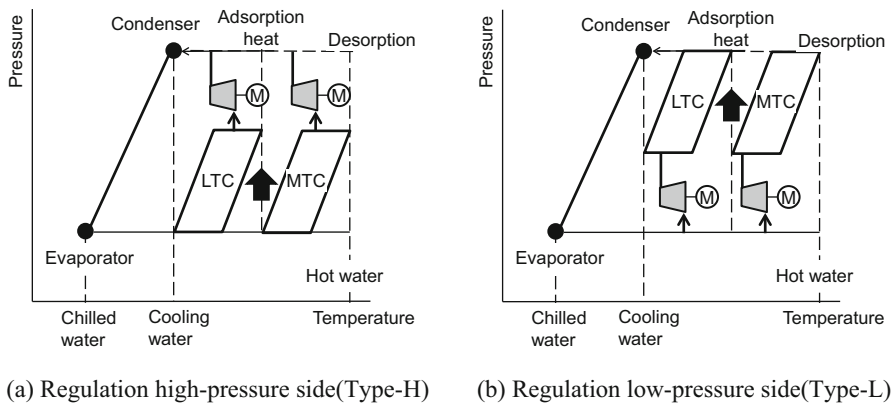 Pressure
Condenser
Adsorption
heat
Desorption
M
M
LTC
MTC
Evaporator
Hot water
Chilled
water
Cooling
water
Temperature
(a) Regulation high-pressure side(Type-H)
Pressure
Condenser
Adsorption
heat
Desorption
LTC
MTC
M
M
Evaporator
Hot water
Chilled
water
Cooling
water
Temperature
(b) Regulation low-pressure side(Type-L)